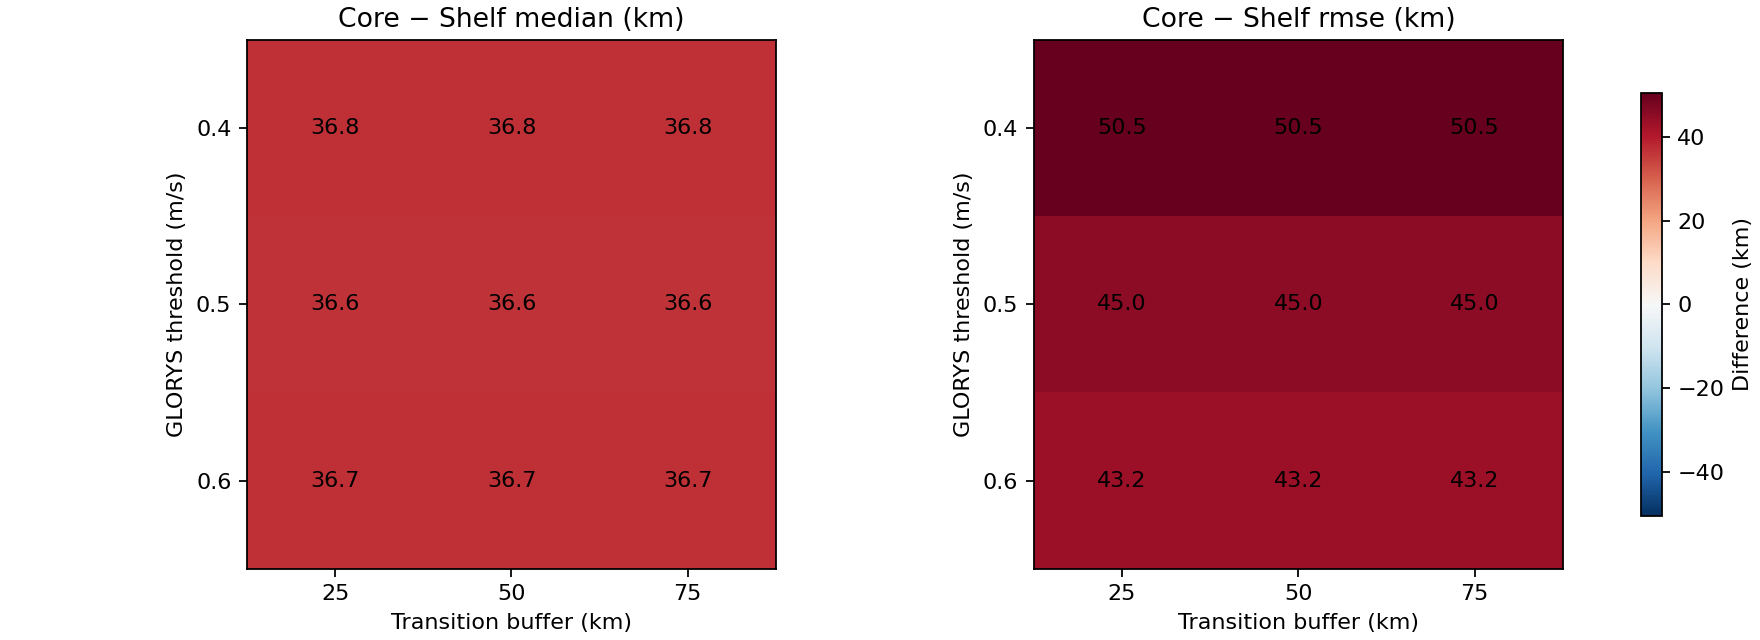 Core − Shelf median (km)
GLORYS threshold (m/s)
0.4
36.8 36.8 36.8
0.5
36.6 36.6 36.6
0.6
36.7 36.7 36.7
25 50 75
Transition buffer (km)
Core − Shelf rmse (km)
GLORYS threshold (m/s)
0.4
50.5 50.5 50.5
0.5
45.0 45.0 45.0
0.6
43.2 43.2 43.2
25 50 75
Transition buffer (km)
40
20
0
−20
−40
Difference (km)